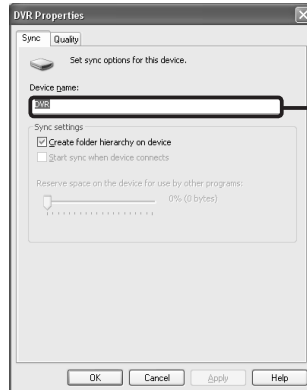 DVR Properties
Sync
Quality
Set sync options for this device.
Device name:
DVR
Sync settings
Create folder hierarchy on device
Start sync when device connects
Reserve space on the device for use by other programs:
0% (0 bytes)
OK Cancel Apply Help